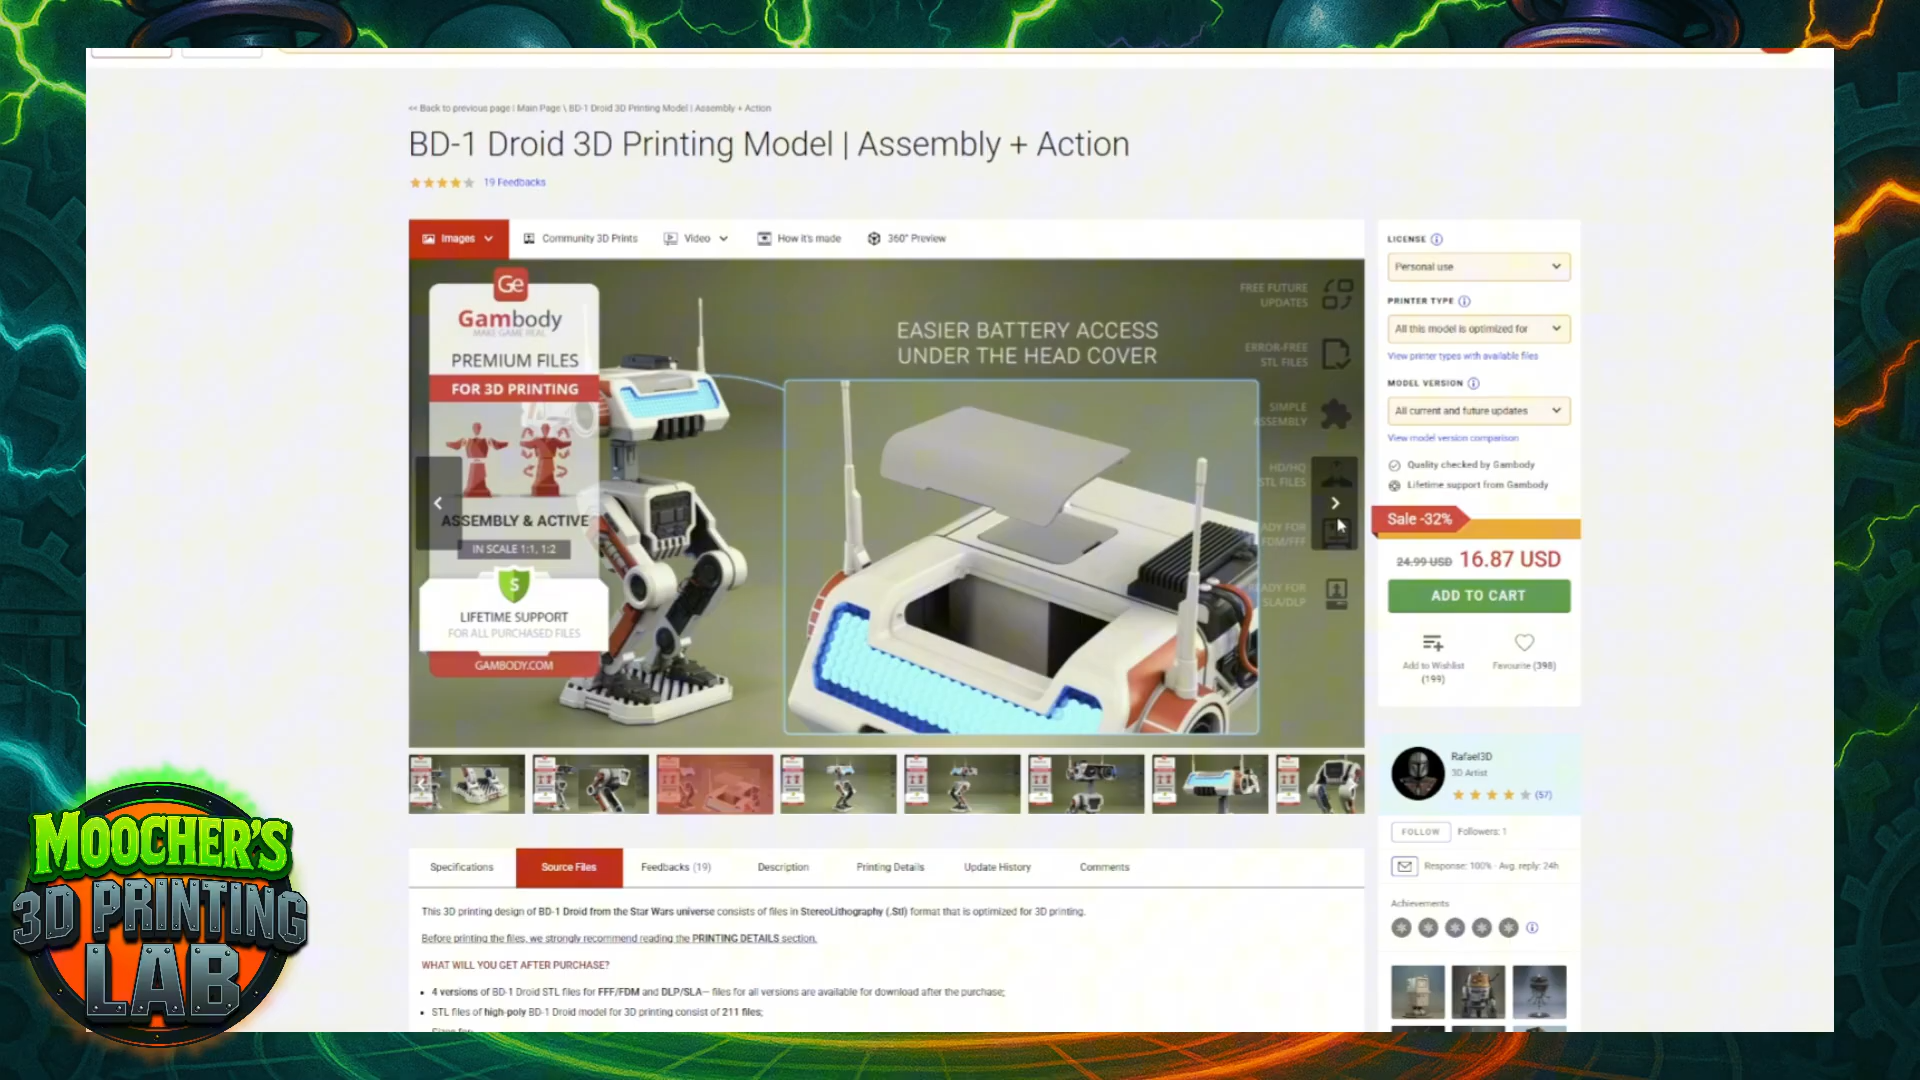 << Back to previous page | Main Page \ BD-1 Droid 3D Printing Model | Assembly + Action
BD-1 Droid 3D Printing Model | Assembly + Action
19 Feedbacks
Images
Community 3D Prints
Video
How it's made
360° Preview
Ge
Gambody
MAKE GAME REAL
PREMIUM FILES
FOR 3D PRINTING
ASSEMBLY & ACTIVE
IN SCALE 1:1, 1:2
S
LIFETIME SUPPORT
FOR ALL PURCHASED FILES
GAMBODY.COM
EASIER BATTERY ACCESS
UNDER THE HEAD COVER
FREE FUTURE
UPDATES
ERROR-FREE
STL FILES
SIMPLE
ASSEMBLY
HD/HQ
STL FILES
ADY FOR
FDM/FFF
READY FOR
SLA/DLP
LICENSE
Personal use
PRINTER TYPE
All this model is optimized for
View printer types with available files
MODEL VERSION
All current and future updates
View model version comparison
Quality checked by Gambody
Lifetime support from Gambody
Sale -32%
24.99 USD 16.87 USD
ADD TO CART
Add to Wishlist
(199)
Favourite (398)
Rafael3D
3D Artist
(57)
FOLLOW
Followers: 1
Response: 100% - Avg. reply: 24h
Achievements
Specifications
Source Files
Feedbacks (19)
Description
Printing Details
Update History
Comments
This 3D printing design of BD-1 Droid from the Star Wars universe consists of files in StereoLithography (.Stl) format that is optimized for 3D printing.
Before printing the files, we strongly recommend reading the PRINTING DETAILS section.
WHAT WILL YOU GET AFTER PURCHASE?
• 4 versions of BD-1 Droid STL files for FFF/FDM and DLP/SLA— files for all versions are available for download after the purchase;
• STL files of high-poly BD-1 Droid model for 3D printing consist of 211 files;
MOOCHER'S
3D PRINTING
LAB